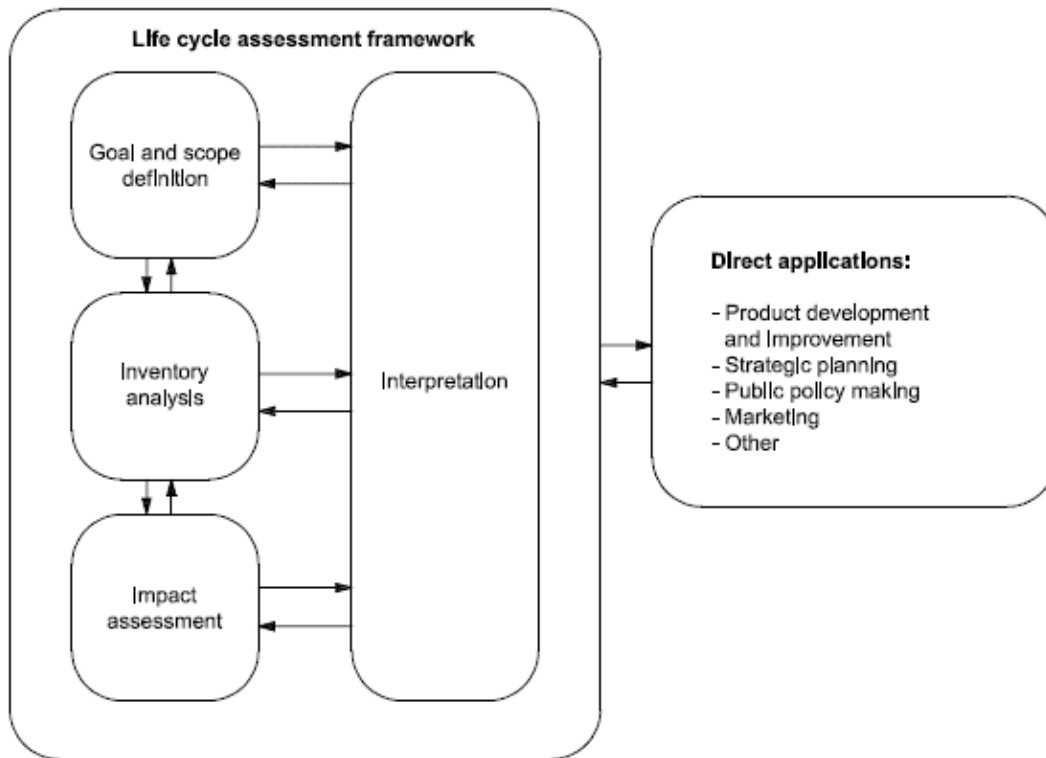 Life cycle assessment framework
Goal and scope
definition
Inventory
analysis
Impact
assessment
Interpretation
Direct applications:
- Product development
and improvement
- Strategic planning
- Public policy making
- Marketing
- Other